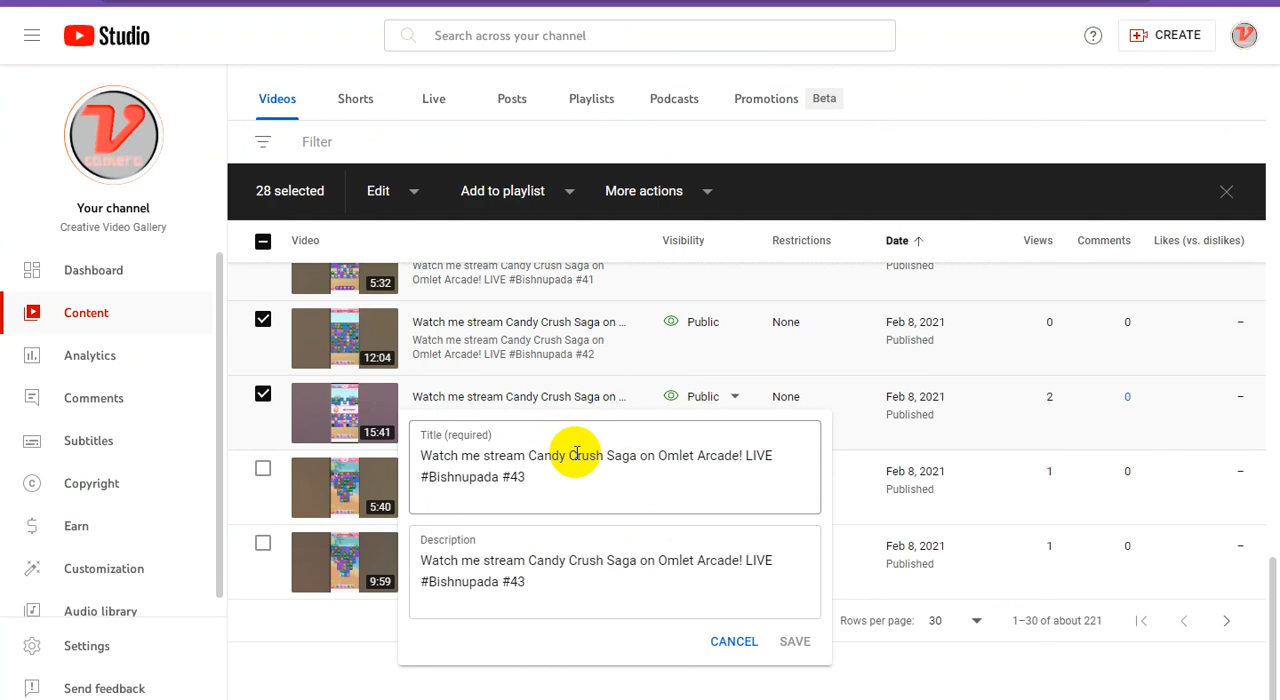 Studio
Search across your channel
?
CREATE
Your channel
Creative Video Gallery
Dashboard
Content
Analytics
Comments
Subtitles
Copyright
Earn
Customization
Audio library
Settings
Send feedback
Videos Shorts Live Posts Playlists Podcasts Promotions Beta
Filter
28 selected Edit Add to playlist More actions
Video Visibility Restrictions Date Views Comments Likes (vs. dislikes)
Watch me stream Candy Crush Saga on Published
5:32 Omlet Arcade! LIVE #Bishnupada #41
Watch me stream Candy Crush Saga on ... Public None Feb 8, 2021 0 0 –
Watch me stream Candy Crush Saga on Published
12:04 Omlet Arcade! LIVE #Bishnupada #42
Watch me stream Candy Crush Saga on ... Public None Feb 8, 2021 2 0 –
Published
15:41
Title (required)
Watch me stream Candy Crush Saga on Omlet Arcade! LIVE
#Bishnupada #43
Feb 8, 2021 1 0 –
Published
5:40
Description
Watch me stream Candy Crush Saga on Omlet Arcade! LIVE
#Bishnupada #43
Feb 8, 2021 1 0 –
Published
9:59
CANCEL SAVE
Rows per page: 30 1–30 of about 221